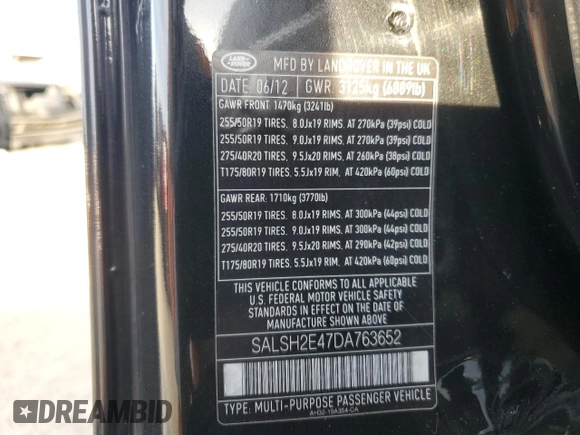 LAND ROVER
MFD BY LANDROVER IN THE UK
DATE: 06/12 GWR: 3125kg (6889lb)
GAWR FRONT: 1470kg (3241lb)
255/50R19 TIRES. 8.0Jx19 RIMS. AT 270kPa (39psi) COLD
255/50R19 TIRES. 9.0Jx19 RIMS. AT 270kPa (39psi) COLD
275/40R20 TIRES. 9.5Jx20 RIMS. AT 260kPa (38psi) COLD
T175/80R19 TIRES. 5.5Jx19 RIM. AT 420kPa (60psi) COLD
GAWR REAR: 1710kg (3770lb)
255/50R19 TIRES. 8.0Jx19 RIMS. AT 300kPa (44psi) COLD
255/50R19 TIRES. 9.0Jx19 RIMS. AT 300kPa (44psi) COLD
275/40R20 TIRES. 9.5Jx20 RIMS. AT 290kPa (42psi) COLD
T175/80R19 TIRES. 5.5Jx19 RIM. AT 420kPa (60psi) COLD
THIS VEHICLE CONFORMS TO ALL APPLICABLE
U.S. FEDERAL MOTOR VEHICLE SAFETY
STANDARDS IN EFFECT ON THE DATE OF
MANUFACTURE SHOWN ABOVE
SALSH2E47DA763652
TYPE: MULTI-PURPOSE PASSENGER VEHICLE
AH32-19A354-CA
STREAMBID